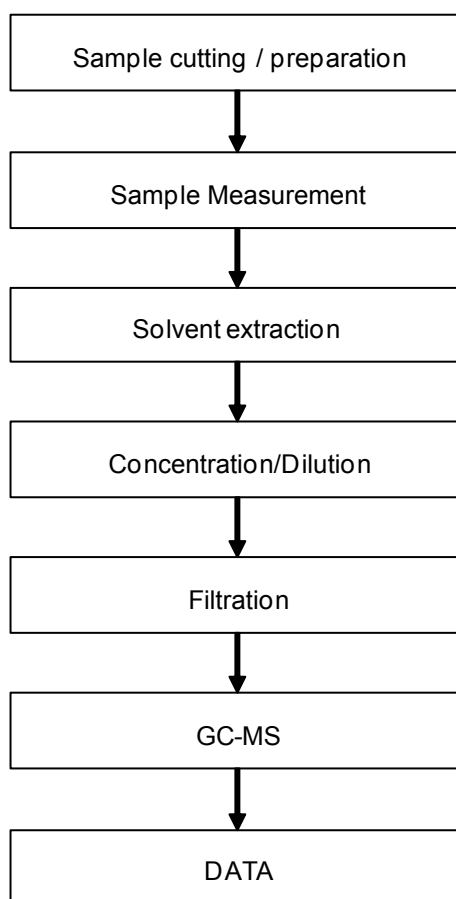 Sample cutting / preparation
Sample Measurement
Solvent extraction
Concentration/Dilution
Filtration
GC-MS
DATA